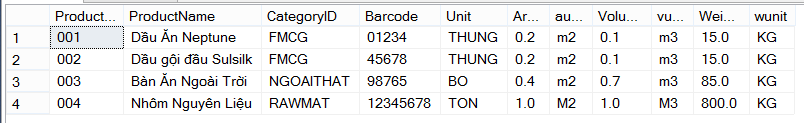 Product... ProductName CategoryID Barcode Unit Ar... au... Volu... vu... Wei... wunit
1 001 Dầu Ăn Neptune FMCG 01234 THUNG 0.2 m2 0.1 m3 15.0 KG
2 002 Dầu gội đầu Sulsilk FMCG 45678 THUNG 0.2 m2 0.1 m3 15.0 KG
3 003 Bàn Ăn Ngoài Trời NGOAITHAT 98765 BO 0.4 m2 0.7 m3 85.0 KG
4 004 Nhôm Nguyên Liệu RAWMAT 12345678 TON 1.0 M2 1.0 M3 800.0 KG